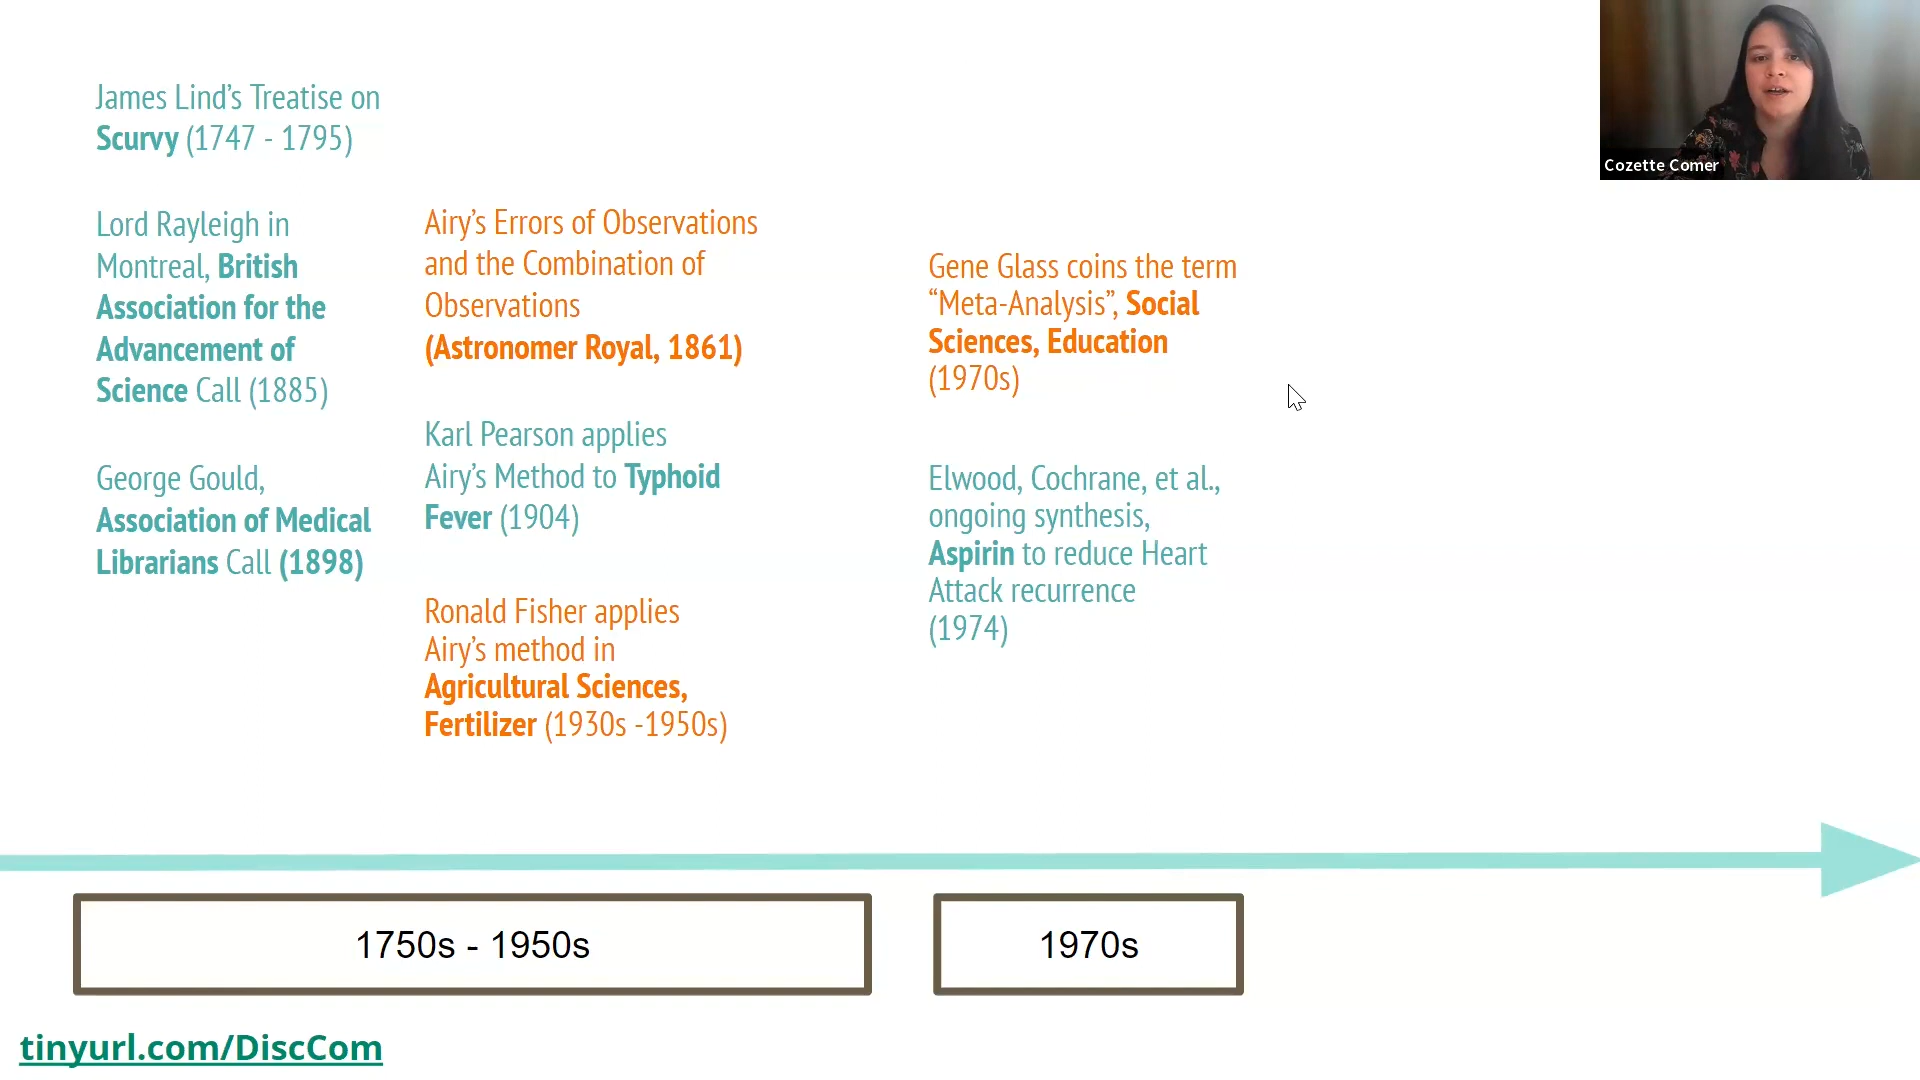 James Lind’s Treatise on
Scurvy (1747 - 1795)
Lord Rayleigh in
Montreal, British
Association for the
Advancement of
Science Call (1885)
George Gould,
Association of Medical
Librarians Call (1898)
Airy’s Errors of Observations
and the Combination of
Observations
(Astronomer Royal, 1861)
Karl Pearson applies
Airy’s Method to Typhoid
Fever (1904)
Ronald Fisher applies
Airy’s method in
Agricultural Sciences,
Fertilizer (1930s -1950s)
Gene Glass coins the term
“Meta-Analysis”, Social
Sciences, Education
(1970s)
Elwood, Cochrane, et al.,
ongoing synthesis,
Aspirin to reduce Heart
Attack recurrence
(1974)
Cozette Comer
1750s - 1950s
1970s
tinyurl.com/DiscCom